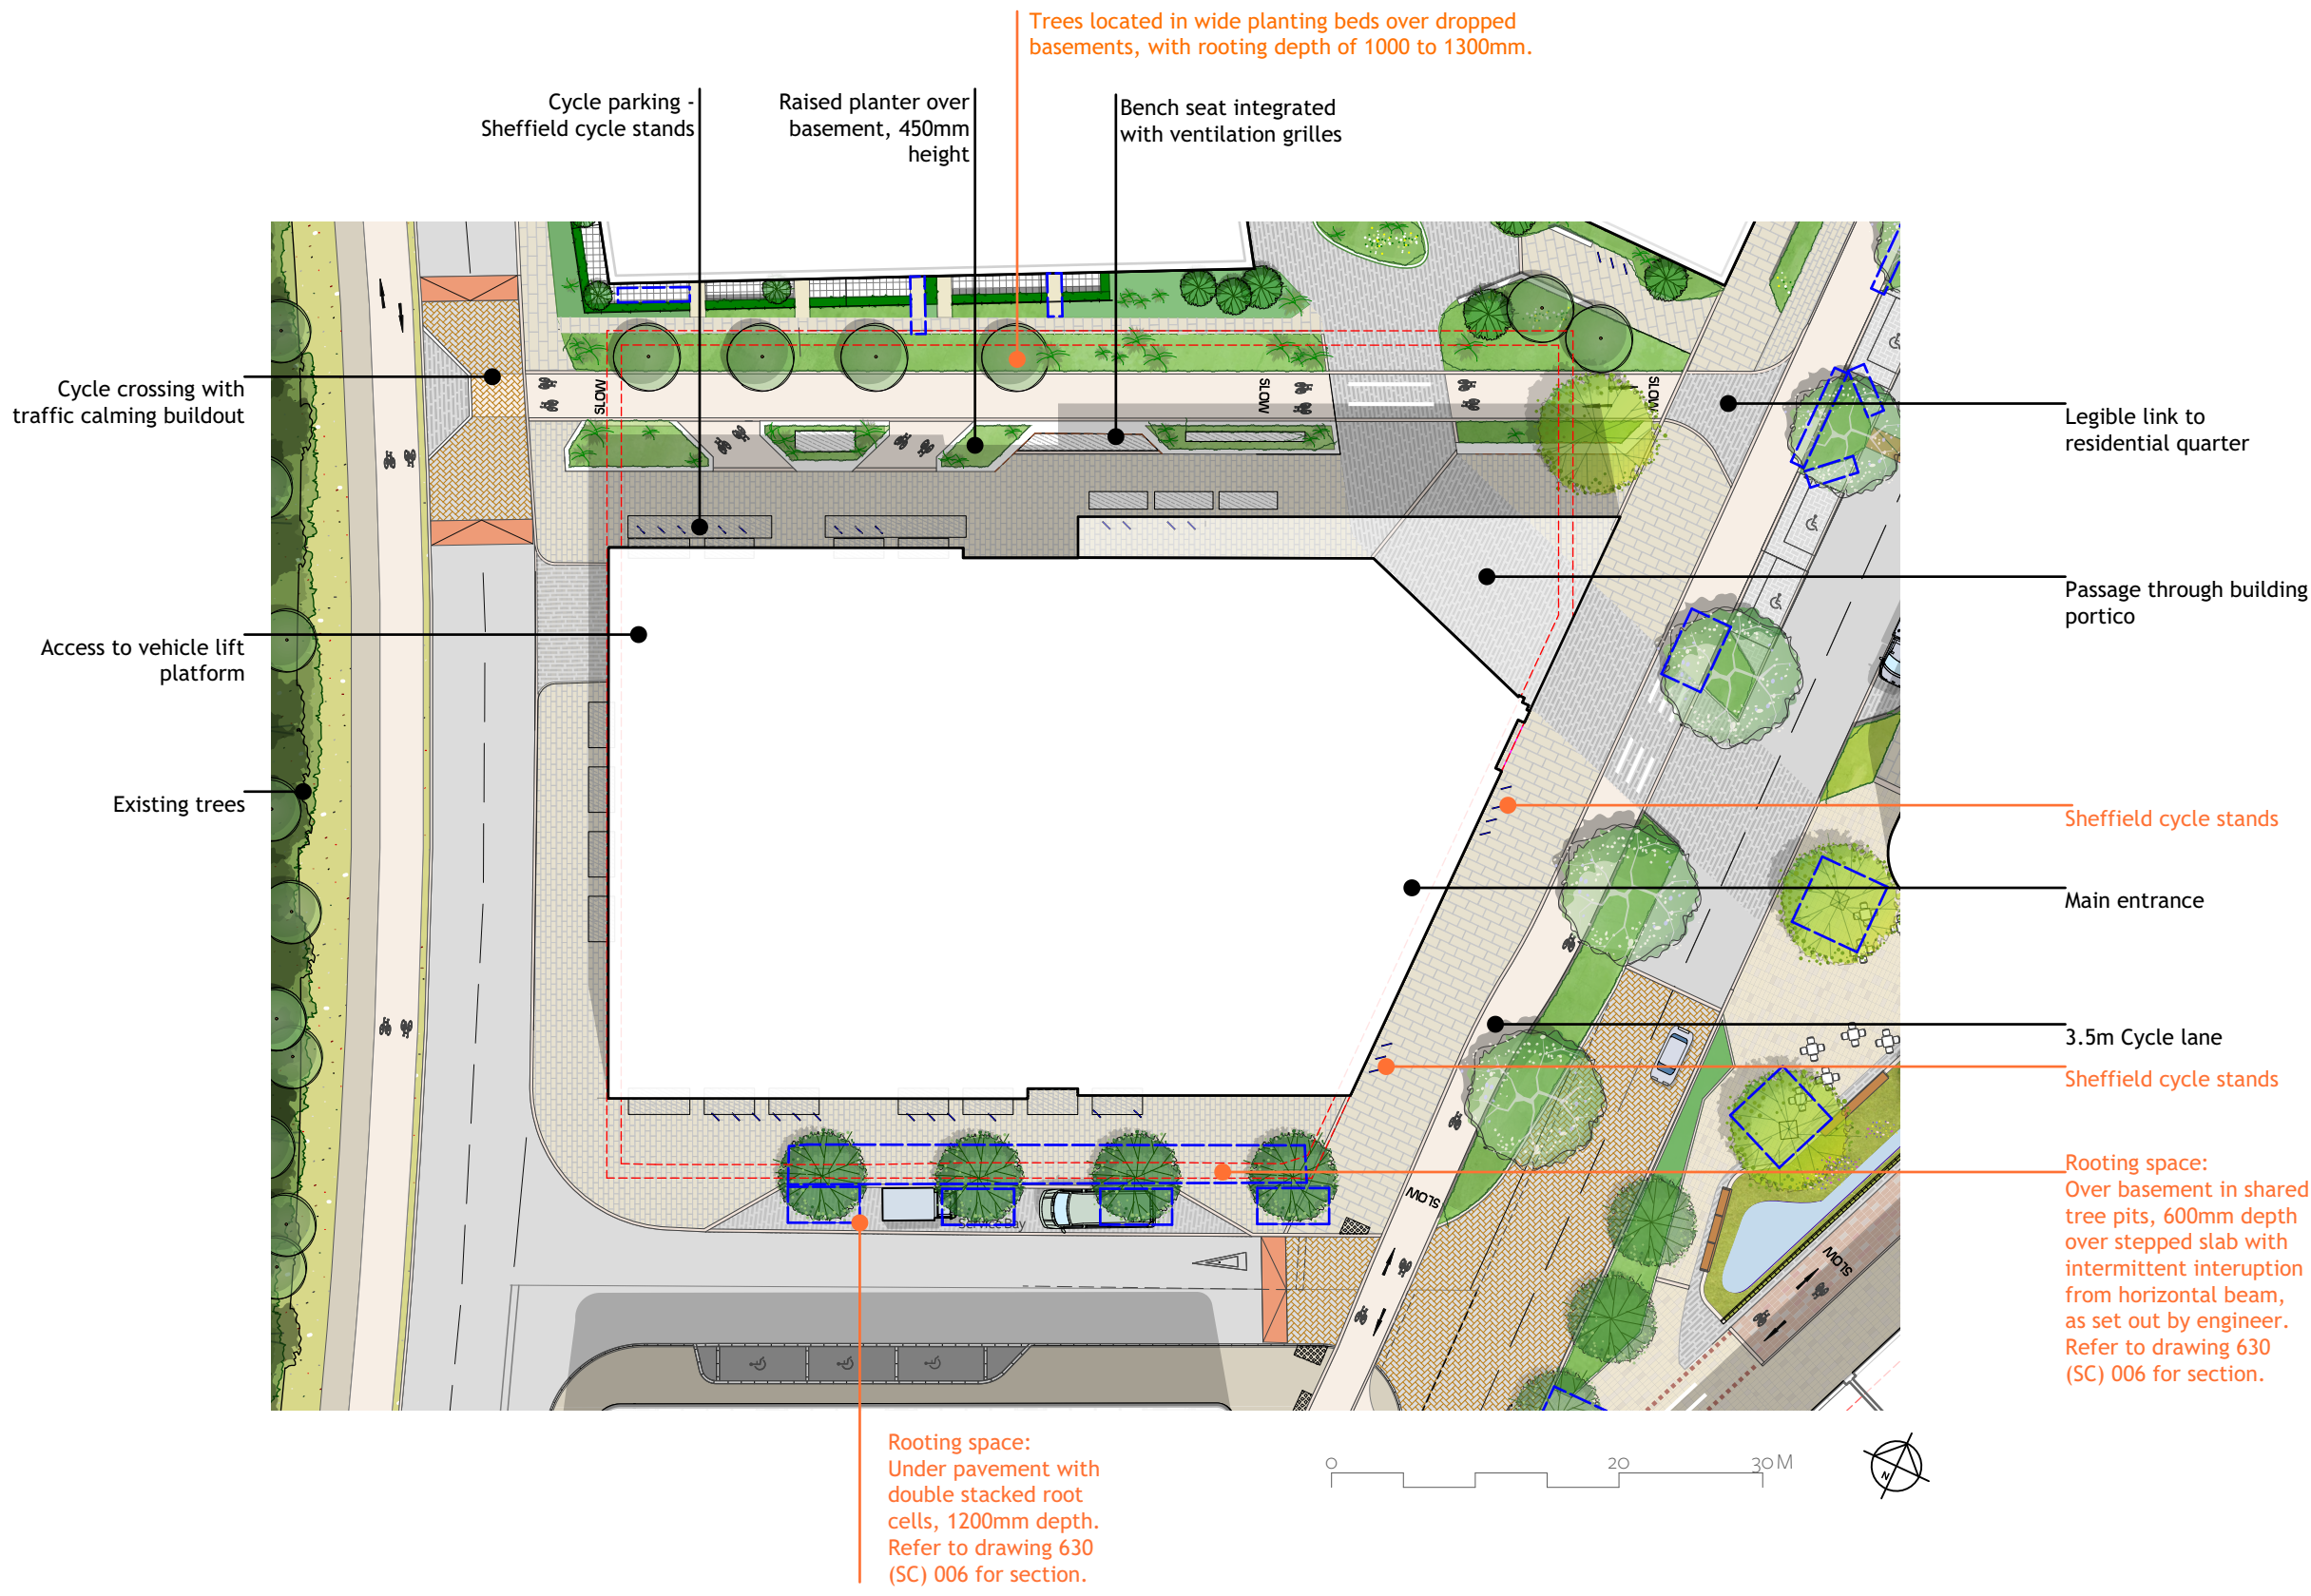 Trees located in wide planting beds over dropped
basements, with rooting depth of 1000 to 1300mm.
Cycle parking -
Sheffield cycle stands
Raised planter over
basement, 450mm
height
Bench seat integrated
with ventilation grilles
Cycle crossing with
traffic calming buildout
Access to vehicle lift
platform
Existing trees
SLOW
SLOW
SLOW
Legible link to
residential quarter
Passage through building
portico
Sheffield cycle stands
Main entrance
3.5m Cycle lane
Sheffield cycle stands
Rooting space:
Over basement in shared
tree pits, 600mm depth
over stepped slab with
intermittent interuption
from horizontal beam,
as set out by engineer.
Refer to drawing 630
(SC) 006 for section.
SLOW
SLOW
Service Bay
Rooting space:
Under pavement with
double stacked root
cells, 1200mm depth.
Refer to drawing 630
(SC) 006 for section.
0 20 30M
N